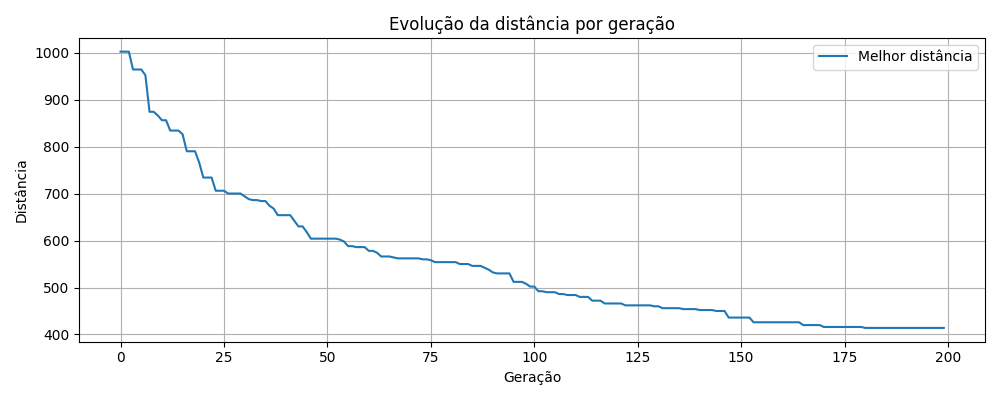 Evolução da distância por geração
Melhor distância
Distância
1000
900
800
700
600
500
400
0 25 50 75 100 125 150 175 200
Geração